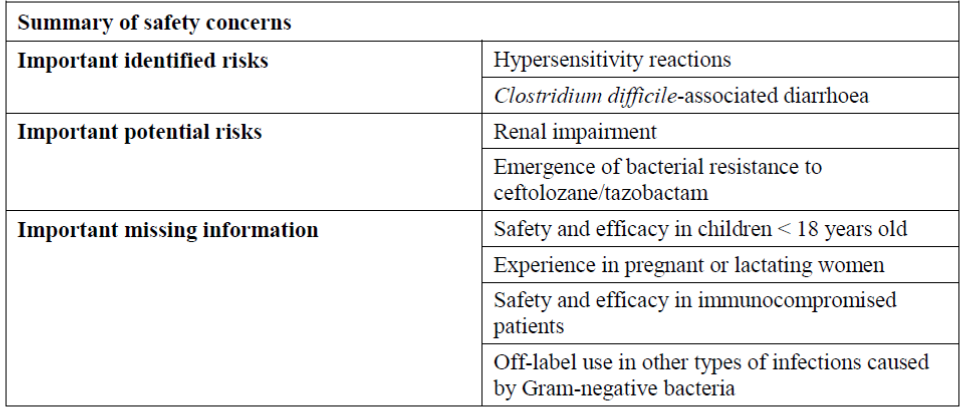 Summary of safety concerns
Important identified risks
Hypersensitivity reactions
Clostridium difficile-associated diarrhoea
Important potential risks
Renal impairment
Emergence of bacterial resistance to
ceftolozane/tazobactam
Important missing information
Safety and efficacy in children < 18 years old
Experience in pregnant or lactating women
Safety and efficacy in immunocompromised
patients
Off-label use in other types of infections caused
by Gram-negative bacteria